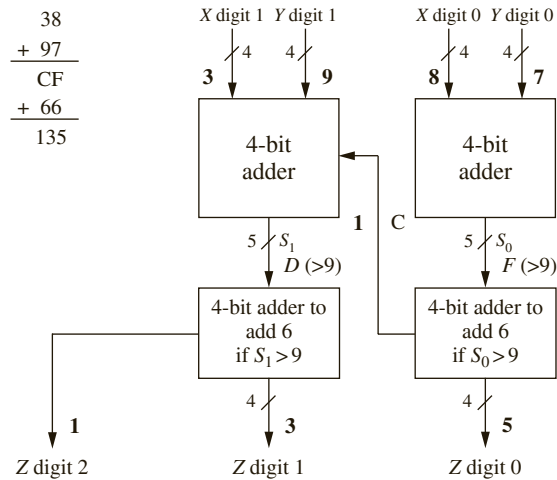 38
+ 97
CF
+ 66
135
X digit 1 Y digit 1 X digit 0 Y digit 0
4 4 4 4
3 9 8 7
4-bit
adder
4-bit
adder
1 C
5 S1
D (>9)
5 S0
F (>9)
4-bit adder to
add 6
if S1 > 9
4-bit adder to
add 6
if S0 > 9
4 4
1 3 5
Z digit 2 Z digit 1 Z digit 0